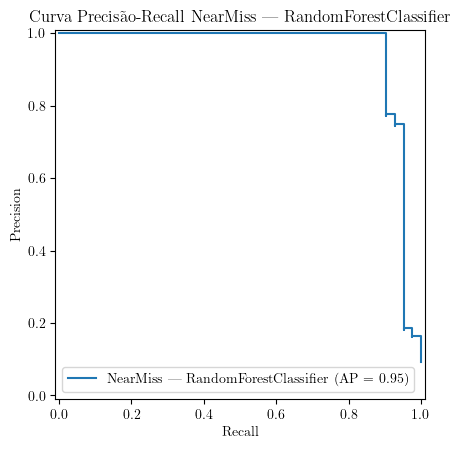 Curva Precisão-Recall NearMiss — RandomForestClassifier
1.0
0.8
0.6
0.4
0.2
0.0
Precision
NearMiss — RandomForestClassifier (AP = 0.95)
0.0 0.2 0.4 0.6 0.8 1.0
Recall